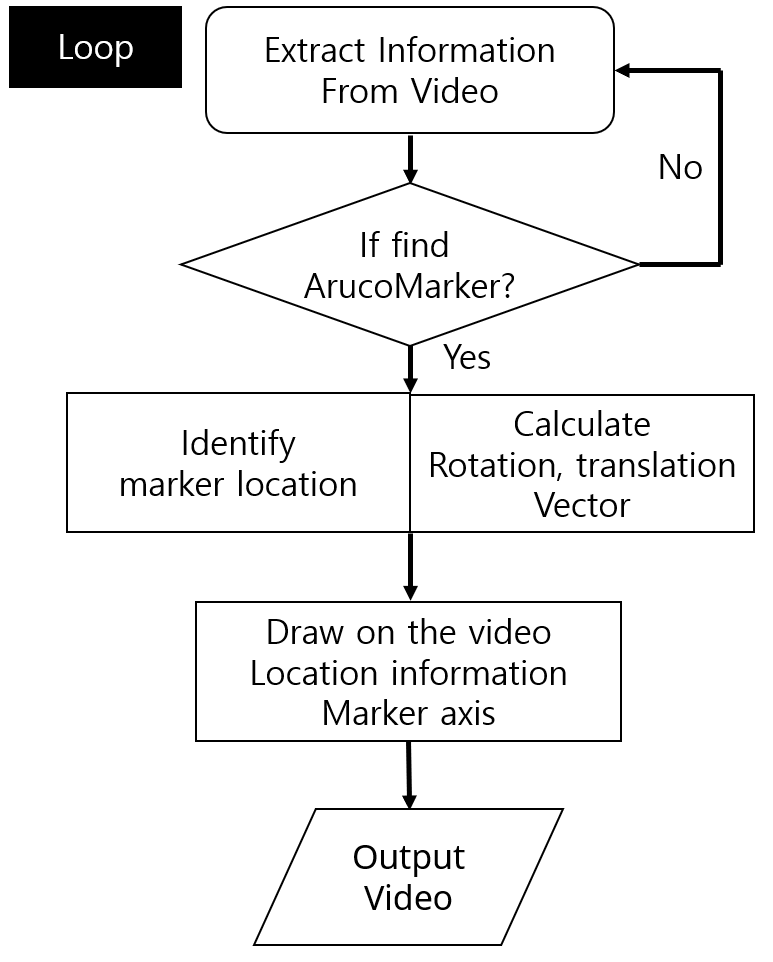 Loop
Extract Information
From Video
No
If find
ArucoMarker?
Yes
Identify
marker location
Calculate
Rotation, translation
Vector
Draw on the video
Location information
Marker axis
Output
Video